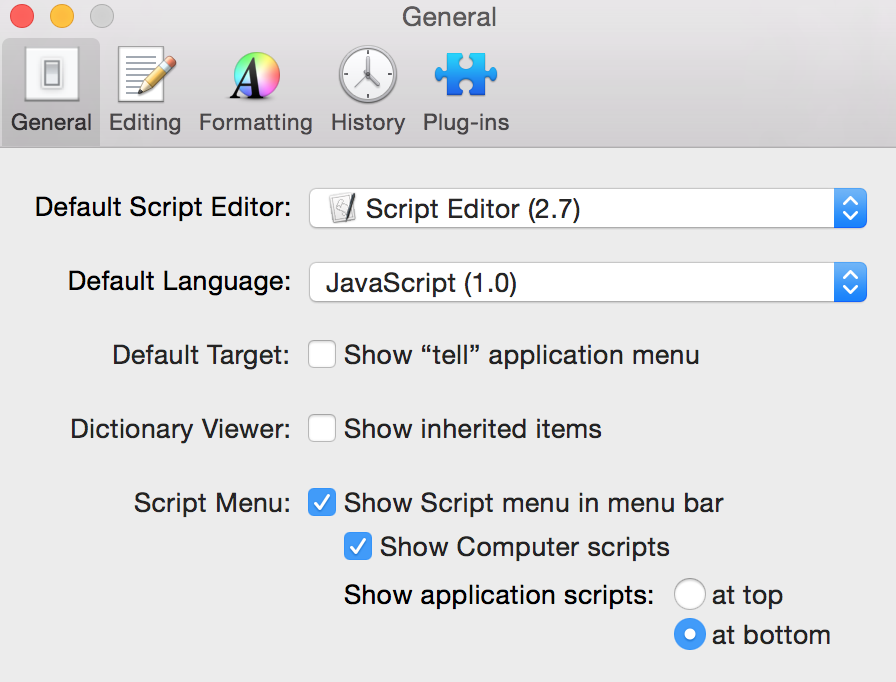 General
General Editing Formatting History Plug-ins
Default Script Editor: Script Editor (2.7)
Default Language: JavaScript (1.0)
Default Target: Show “tell” application menu
Dictionary Viewer: Show inherited items
Script Menu: Show Script menu in menu bar
Show Computer scripts
Show application scripts: at top
at bottom